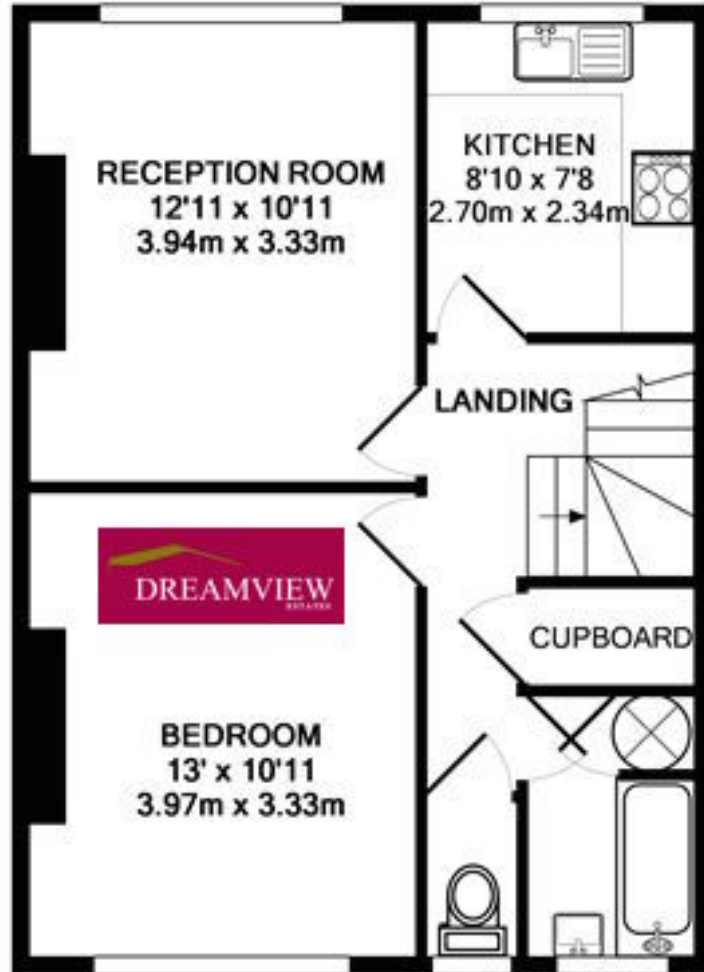 RECEPTION ROOM
12'11 x 10'11
3.94m x 3.33m
KITCHEN
8'10 x 7'8
2.70m x 2.34m
LANDING
DREAMVIEW
ESTATES
CUPBOARD
BEDROOM
13' x 10'11
3.97m x 3.33m